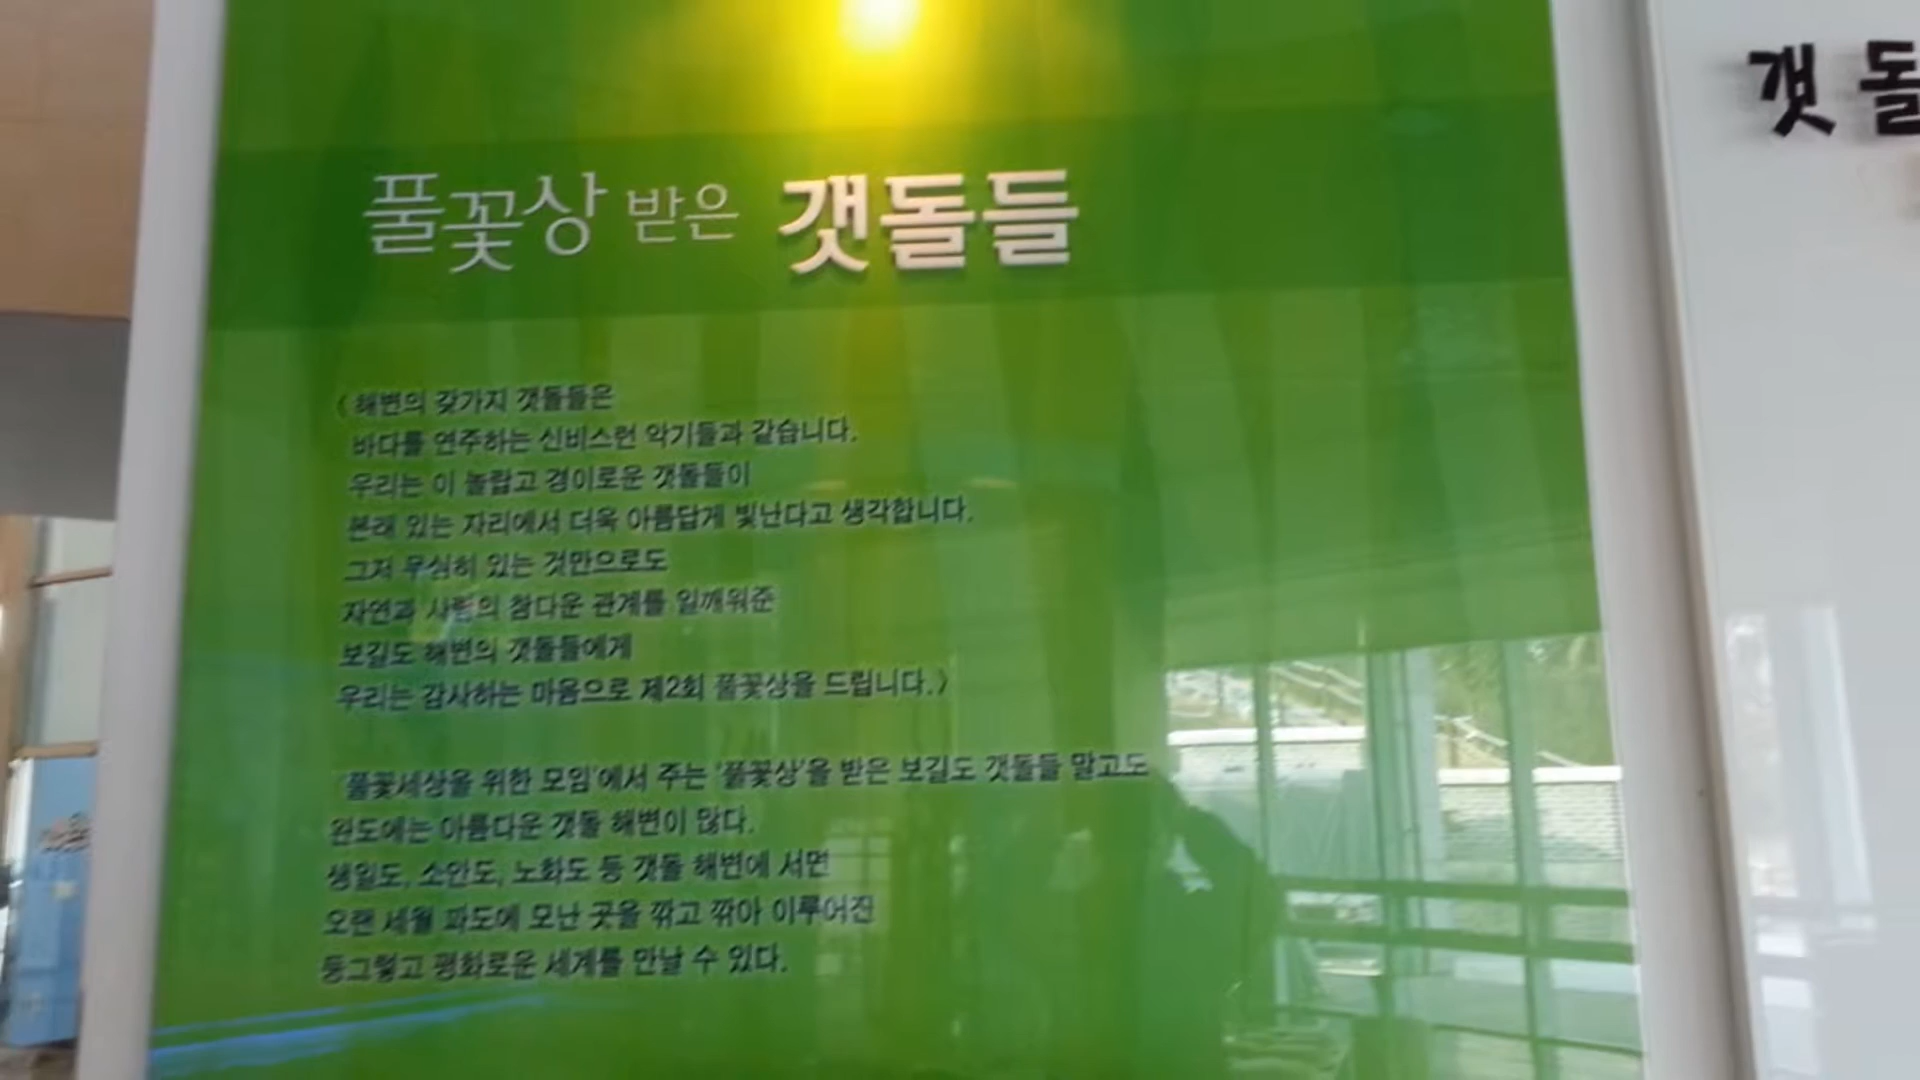 풀꽃상 받은 갯돌들
〈 해변의 갖가지 갯돌들은
바다를 연주하는 신비스런 악기들과 같습니다.
우리는 이 놀랍고 경이로운 갯돌들이
본래 있는 자리에서 더욱 아름답게 빛난다고 생각합니다.
그저 무심히 있는 것만으로도
자연과 사람의 참다운 관계를 일깨워준
보길도 해변의 갯돌들에게
우리는 감사하는 마음으로 제2회 풀꽃상을 드립니다.〉
'풀꽃세상을 위한 모임'에서 주는 '풀꽃상'을 받은 보길도 갯돌들 말고도
완도에는 아름다운 갯돌 해변이 많다.
생일도, 소안도, 노화도 등 갯돌 해변에 서면
오랜 세월 파도에 모난 곳을 깎고 깎아 이루어진
둥그렇고 평화로운 세계를 만날 수 있다.
갯돌